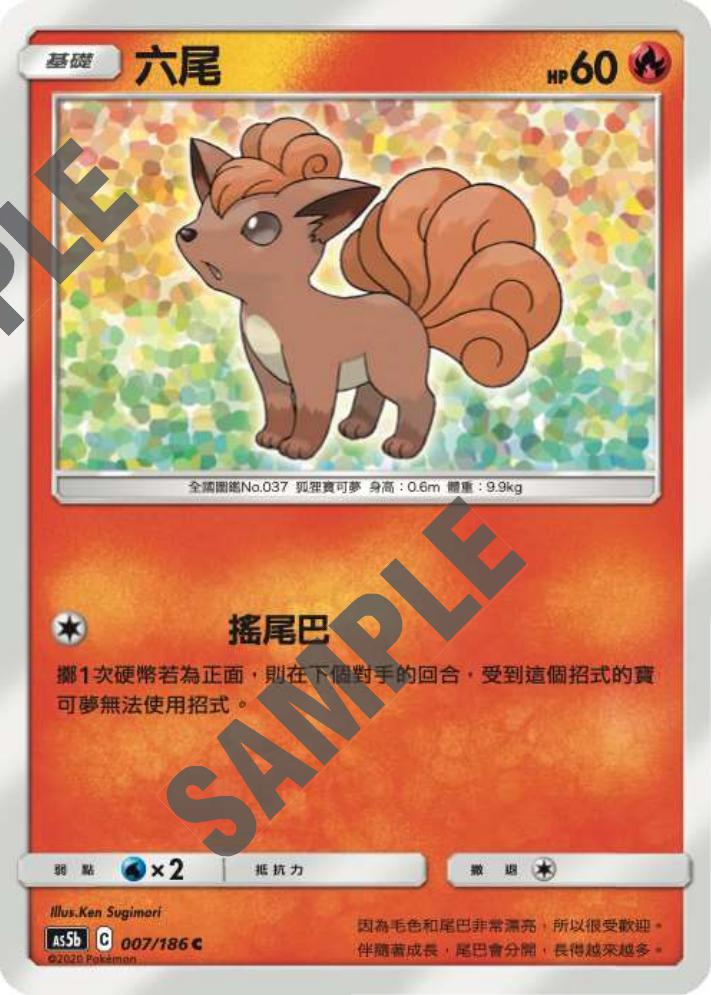 基礎 六尾 HP60
全國圖鑑No.037 狐狸寶可夢 身高：0.6m 體重：9.9kg
搖尾巴
擲1次硬幣若為正面，則在下個對手的回合，受到這個招式的寶
可夢無法使用招式。
弱點 ×2 抵抗力 撤退
Illus.Ken Sugimori
AS5b C 007/186 C
©2020 Pokémon
因為毛色和尾巴非常漂亮，所以很受歡迎。
伴隨著成長，尾巴會分開，長得越來越多。
PLE
SAMPLE